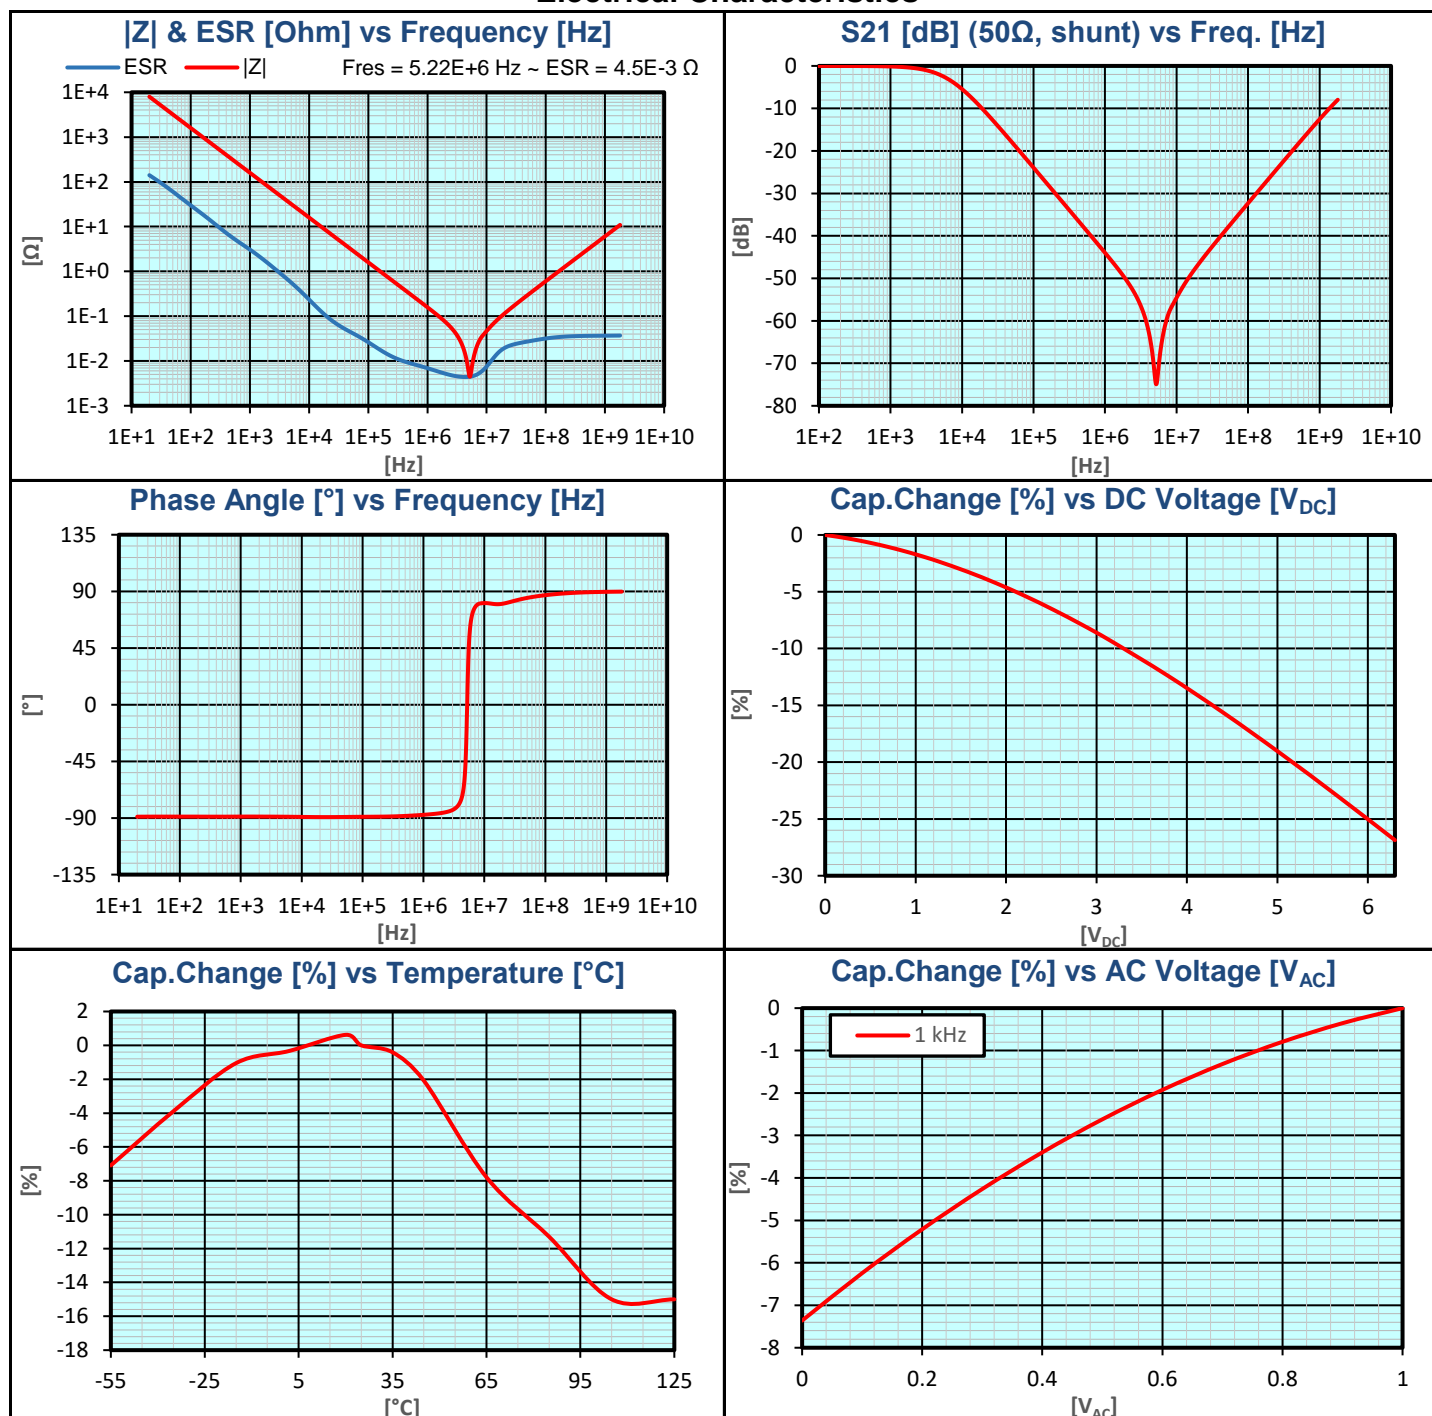 |Z| & ESR [Ohm] vs Frequency [Hz]
ESR |Z| Fres = 5.22E+6 Hz ~ ESR = 4.5E-3 Ω
1E+4
1E+3
1E+2
1E+1
1E+0
1E-1
1E-2
1E-3
[Ω]
1E+1 1E+2 1E+3 1E+4 1E+5 1E+6 1E+7 1E+8 1E+9 1E+10
[Hz]
S21 [dB] (50Ω, shunt) vs Freq. [Hz]
0
-10
-20
-30
-40
-50
-60
-70
-80
[dB]
1E+2 1E+3 1E+4 1E+5 1E+6 1E+7 1E+8 1E+9 1E+10
[Hz]
Phase Angle [°] vs Frequency [Hz]
135
90
45
0
-45
-90
-135
[°]
1E+1 1E+2 1E+3 1E+4 1E+5 1E+6 1E+7 1E+8 1E+9 1E+10
[Hz]
Cap.Change [%] vs DC Voltage [VDC]
0
-5
-10
-15
-20
-25
-30
[%]
0 1 2 3 4 5 6
[VDC]
Cap.Change [%] vs Temperature [°C]
2
0
-2
-4
-6
-8
-10
-12
-14
-16
-18
[%]
-55 -25 5 35 65 95 125
[°C]
Cap.Change [%] vs AC Voltage [VAC]
1 kHz
0
-1
-2
-3
-4
-5
-6
-7
-8
[%]
0 0.2 0.4 0.6 0.8 1
[VAC]